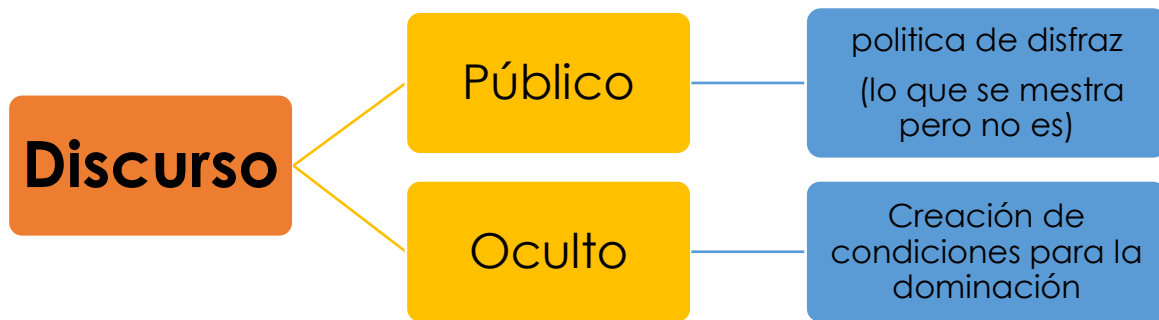 Discurso
Público
politica de disfraz
(lo que se mestra
pero no es)
Oculto
Creación de
condiciones para la
dominación